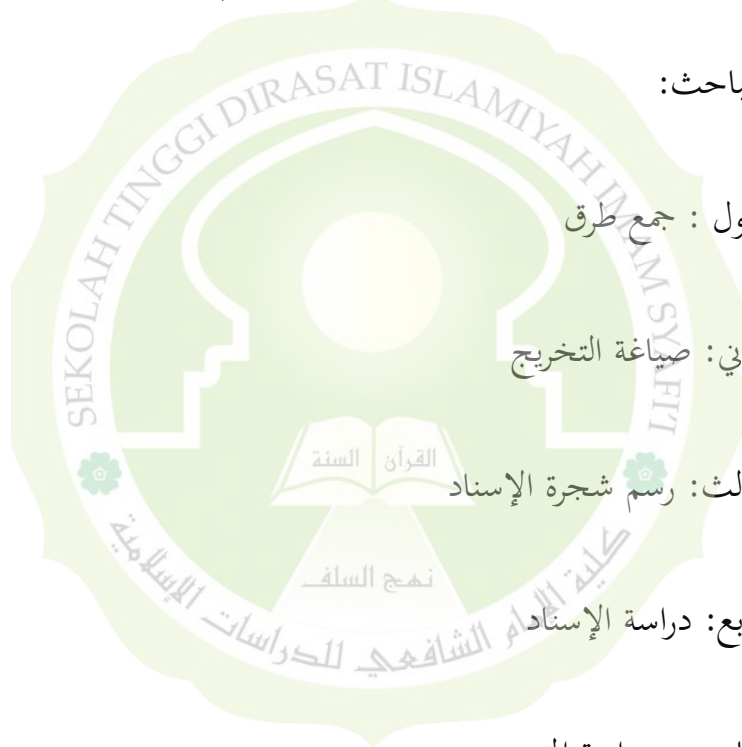 باحث:
ول : جمع طرق
ني: صياغة التخريج
لث: رسم شجرة الإسناد
بع: دراسة الإسناد
SEKOLAH TINGGI DIRASAT ISLAMIYAH IMAM SYAFI'I
القرآن السنة
نهج السلف
كلية الإمام الشافعي للدراسات الإسلامية